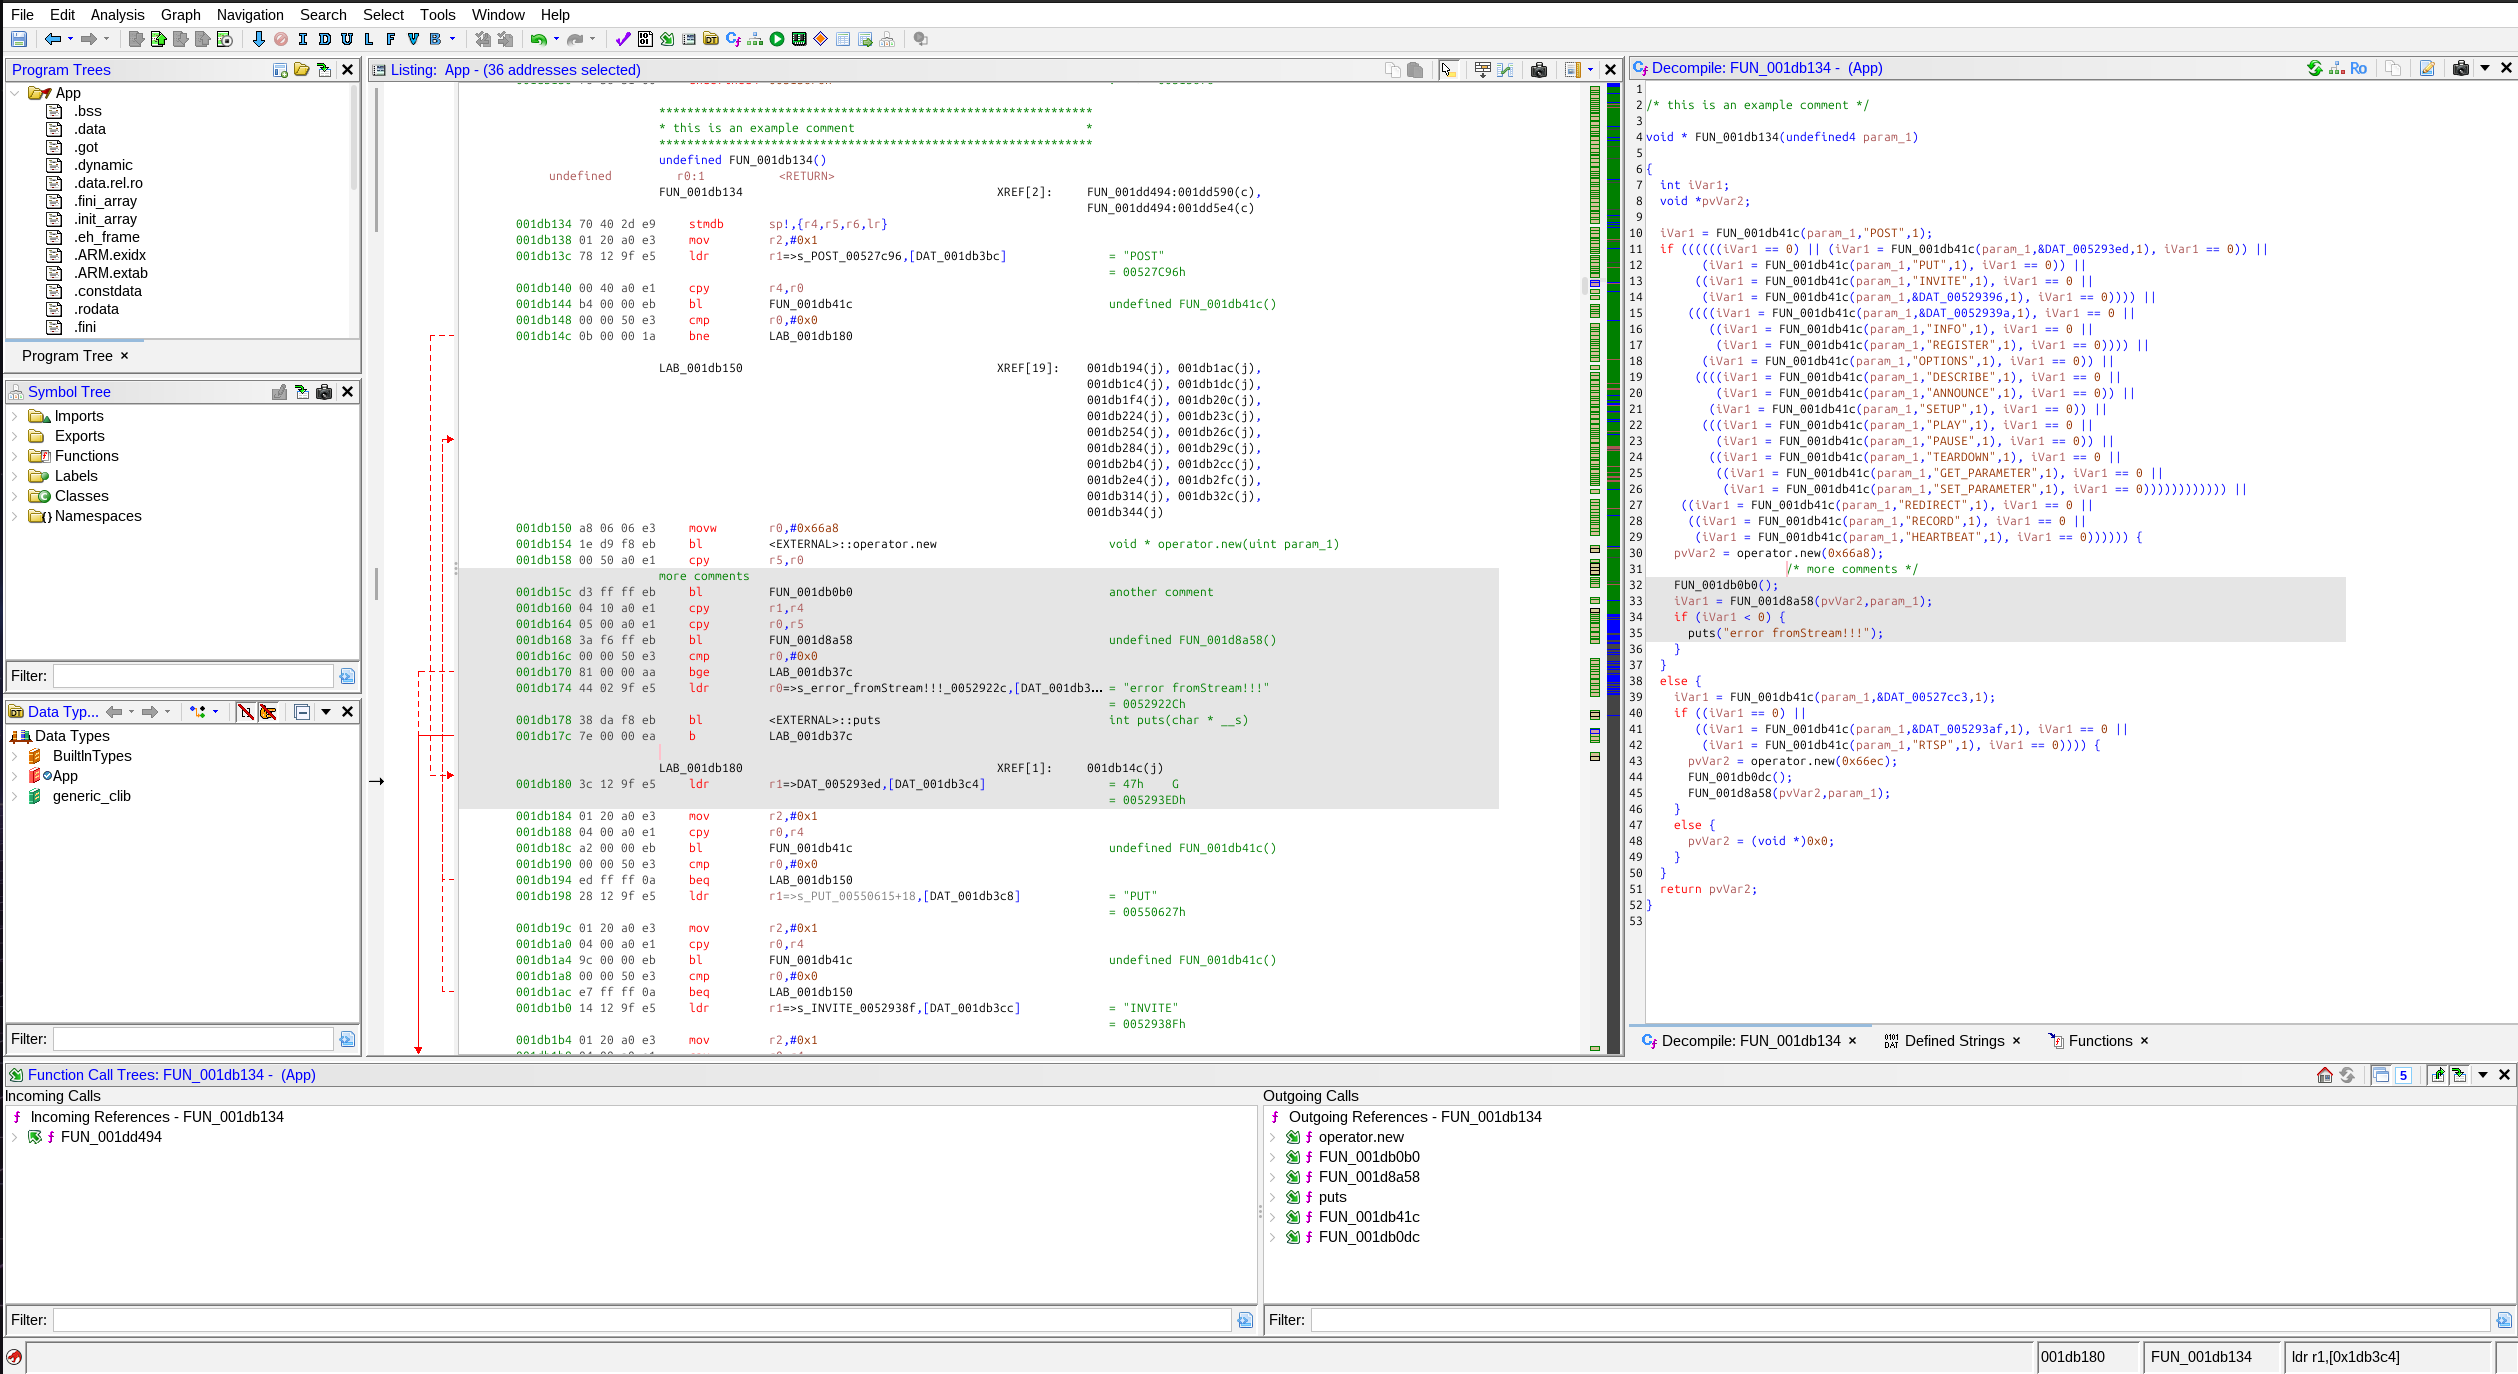 File Edit Analysis Graph Navigation Search Select Tools Window Help
I D U L F V B
Program Trees
App
.bss
.data
.got
.dynamic
.data.rel.ro
.fini_array
.init_array
.eh_frame
.ARM.exidx
.ARM.extab
.constdata
.rodata
.fini
Program Tree ×
Symbol Tree
Imports
Exports
Functions
Labels
Classes
Namespaces
Filter:
Data Typ...
Data Types
BuiltInTypes
App
generic_clib
Filter:
Listing: App - (36 addresses selected)
**************************************************************
* this is an example comment *
**************************************************************
undefined FUN_001db134()
undefined r0:1 <RETURN>
FUN_001db134 XREF[2]: FUN_001dd494:001dd590(c),
FUN_001dd494:001dd5e4(c)
001db134 70 40 2d e9 stmdb sp!,{r4,r5,r6,lr}
001db138 01 20 a0 e3 mov r2,#0x1
001db13c 78 12 9f e5 ldr r1=>s_POST_00527c96,[DAT_001db3bc] = "POST"
= 00527C96h
001db140 00 40 a0 e1 cpy r4,r0
001db144 b4 00 00 eb bl FUN_001db41c undefined FUN_001db41c()
001db148 00 00 50 e3 cmp r0,#0x0
001db14c 0b 00 00 1a bne LAB_001db180
LAB_001db150 XREF[19]: 001db194(j), 001db1ac(j),
001db1c4(j), 001db1dc(j),
001db1f4(j), 001db20c(j),
001db224(j), 001db23c(j),
001db254(j), 001db26c(j),
001db284(j), 001db29c(j),
001db2b4(j), 001db2cc(j),
001db2e4(j), 001db2fc(j),
001db314(j), 001db32c(j),
001db344(j)
001db150 a8 06 06 e3 movw r0,#0x66a8
001db154 1e d9 f8 eb bl <EXTERNAL>::operator.new void * operator.new(uint param_1)
001db158 00 50 a0 e1 cpy r5,r0
more comments
001db15c d3 ff ff eb bl FUN_001db0b0 another comment
001db160 04 10 a0 e1 cpy r1,r4
001db164 05 00 a0 e1 cpy r0,r5
001db168 3a f6 ff eb bl FUN_001d8a58 undefined FUN_001d8a58()
001db16c 00 00 50 e3 cmp r0,#0x0
001db170 81 00 00 aa bge LAB_001db37c
001db174 44 02 9f e5 ldr r0=>s_error_fromStream!!!_0052922c,[DAT_001db3... = "error fromStream!!!"
= 0052922Ch
001db178 38 da f8 eb bl <EXTERNAL>::puts int puts(char * __s)
001db17c 7e 00 00 ea b LAB_001db37c
LAB_001db180 XREF[1]: 001db14c(j)
001db180 3c 12 9f e5 ldr r1=>DAT_005293ed,[DAT_001db3c4] = 47h G
= 005293EDh
001db184 01 20 a0 e3 mov r2,#0x1
001db188 04 00 a0 e1 cpy r0,r4
001db18c a2 00 00 eb bl FUN_001db41c undefined FUN_001db41c()
001db190 00 00 50 e3 cmp r0,#0x0
001db194 ed ff ff 0a beq LAB_001db150
001db198 28 12 9f e5 ldr r1=>s_PUT_00550615+18,[DAT_001db3c8] = "PUT"
= 00550627h
001db19c 01 20 a0 e3 mov r2,#0x1
001db1a0 04 00 a0 e1 cpy r0,r4
001db1a4 9c 00 00 eb bl FUN_001db41c undefined FUN_001db41c()
001db1a8 00 00 50 e3 cmp r0,#0x0
001db1ac e7 ff ff 0a beq LAB_001db150
001db1b0 14 12 9f e5 ldr r1=>s_INVITE_0052938f,[DAT_001db3cc] = "INVITE"
= 0052938Fh
001db1b4 01 20 a0 e3 mov r2,#0x1
Decompile: FUN_001db134 - (App)
Ro
1
2 /* this is an example comment */
3
4 void * FUN_001db134(undefined4 param_1)
5
6 {
7 int iVar1;
8 void *pvVar2;
9
10 iVar1 = FUN_001db41c(param_1,"POST",1);
11 if ((((((iVar1 == 0) || (iVar1 = FUN_001db41c(param_1,&DAT_005293ed,1), iVar1 == 0)) ||
12 (iVar1 = FUN_001db41c(param_1,"PUT",1), iVar1 == 0)) ||
13 ((iVar1 = FUN_001db41c(param_1,"INVITE",1), iVar1 == 0 ||
14 (iVar1 = FUN_001db41c(param_1,&DAT_00529396,1), iVar1 == 0)))) ||
15 ((((iVar1 = FUN_001db41c(param_1,&DAT_0052939a,1), iVar1 == 0 ||
16 ((iVar1 = FUN_001db41c(param_1,"INFO",1), iVar1 == 0 ||
17 (iVar1 = FUN_001db41c(param_1,"REGISTER",1), iVar1 == 0)))) ||
18 (iVar1 = FUN_001db41c(param_1,"OPTIONS",1), iVar1 == 0)) ||
19 ((((iVar1 = FUN_001db41c(param_1,"DESCRIBE",1), iVar1 == 0 ||
20 (iVar1 = FUN_001db41c(param_1,"ANNOUNCE",1), iVar1 == 0)) ||
21 (iVar1 = FUN_001db41c(param_1,"SETUP",1), iVar1 == 0)) ||
22 (((iVar1 = FUN_001db41c(param_1,"PLAY",1), iVar1 == 0 ||
23 (iVar1 = FUN_001db41c(param_1,"PAUSE",1), iVar1 == 0)) ||
24 ((iVar1 = FUN_001db41c(param_1,"TEARDOWN",1), iVar1 == 0 ||
25 ((iVar1 = FUN_001db41c(param_1,"GET_PARAMETER",1), iVar1 == 0 ||
26 (iVar1 = FUN_001db41c(param_1,"SET_PARAMETER",1), iVar1 == 0)))))))))))) ||
27 ((iVar1 = FUN_001db41c(param_1,"REDIRECT",1), iVar1 == 0 ||
28 ((iVar1 = FUN_001db41c(param_1,"RECORD",1), iVar1 == 0 ||
29 (iVar1 = FUN_001db41c(param_1,"HEARTBEAT",1), iVar1 == 0)))))) {
30 pvVar2 = operator.new(0x66a8);
31 /* more comments */
32 FUN_001db0b0();
33 iVar1 = FUN_001d8a58(pvVar2,param_1);
34 if (iVar1 < 0) {
35 puts("error fromStream!!!");
36 }
37 }
38 else {
39 iVar1 = FUN_001db41c(param_1,&DAT_00527cc3,1);
40 if ((iVar1 == 0) ||
41 ((iVar1 = FUN_001db41c(param_1,&DAT_005293af,1), iVar1 == 0 ||
42 (iVar1 = FUN_001db41c(param_1,"RTSP",1), iVar1 == 0)))) {
43 pvVar2 = operator.new(0x66ec);
44 FUN_001db0dc();
45 FUN_001d8a58(pvVar2,param_1);
46 }
47 else {
48 pvVar2 = (void *)0x0;
49 }
50 }
51 return pvVar2;
52 }
53
Decompile: FUN_001db134 × Defined Strings × Functions ×
Function Call Trees: FUN_001db134 - (App)
5
Incoming Calls
Incoming References - FUN_001db134
FUN_001dd494
Filter:
Outgoing Calls
Outgoing References - FUN_001db134
operator.new
FUN_001db0b0
FUN_001d8a58
puts
FUN_001db41c
FUN_001db0dc
Filter:
001db180 FUN_001db134 ldr r1,[0x1db3c4]